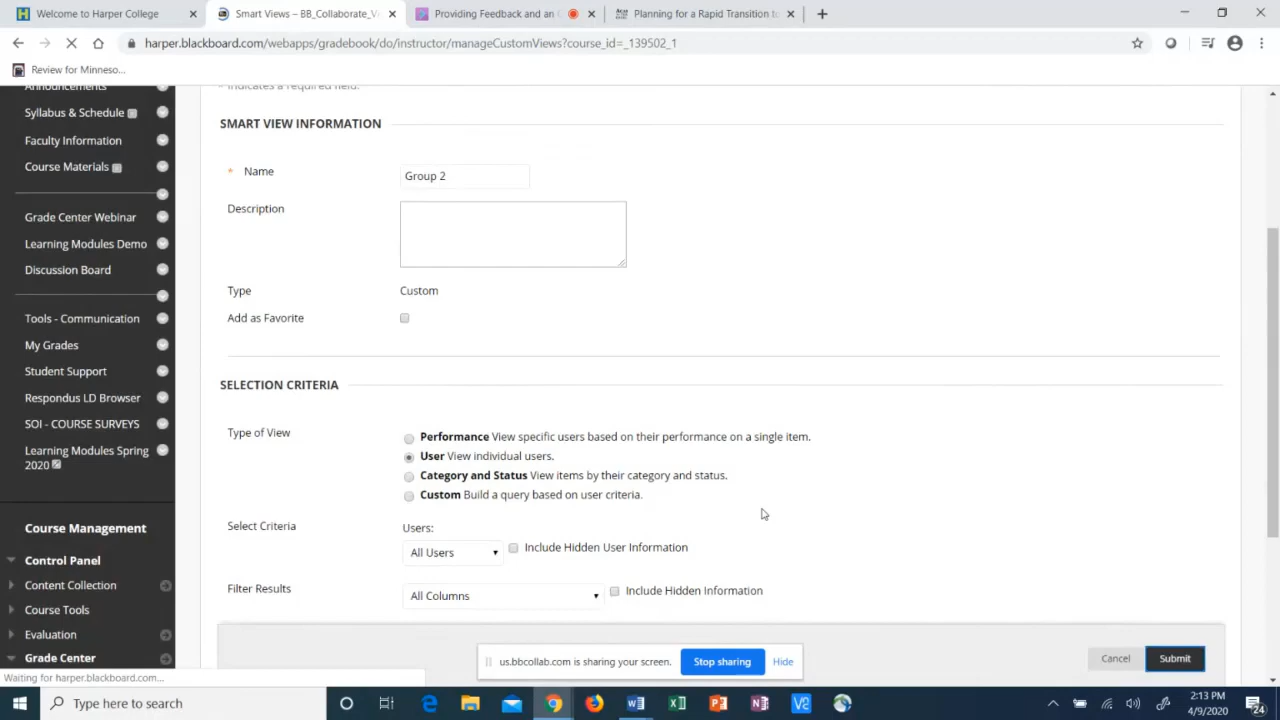 Welcome to Harper College
Smart Views – BB_Collaborate_V
Providing Feedback and an
Planning for a Rapid Transition to
harper.blackboard.com/webapps/gradebook/do/instructor/manageCustomViews?course_id=_139502_1
Review for Minneso...
Announcements
* Indicates a required field.
Syllabus & Schedule
SMART VIEW INFORMATION
Faculty Information
Course Materials
* Name
Group 2
Description
Grade Center Webinar
Learning Modules Demo
Discussion Board
Type
Custom
Add as Favorite
Tools - Communication
My Grades
Student Support
SELECTION CRITERIA
Respondus LD Browser
SOI - COURSE SURVEYS
Learning Modules Spring
2020
Type of View
Performance View specific users based on their performance on a single item.
User View individual users.
Category and Status View items by their category and status.
Custom Build a query based on user criteria.
Course Management
Select Criteria
Users:
All Users
Include Hidden User Information
Control Panel
Content Collection
Filter Results
All Columns
Include Hidden Information
Course Tools
Evaluation
Grade Center
us.bbcollab.com is sharing your screen.
Stop sharing
Hide
Cancel
Submit
Waiting for harper.blackboard.com...
Type here to search
2:13 PM
4/9/2020
24